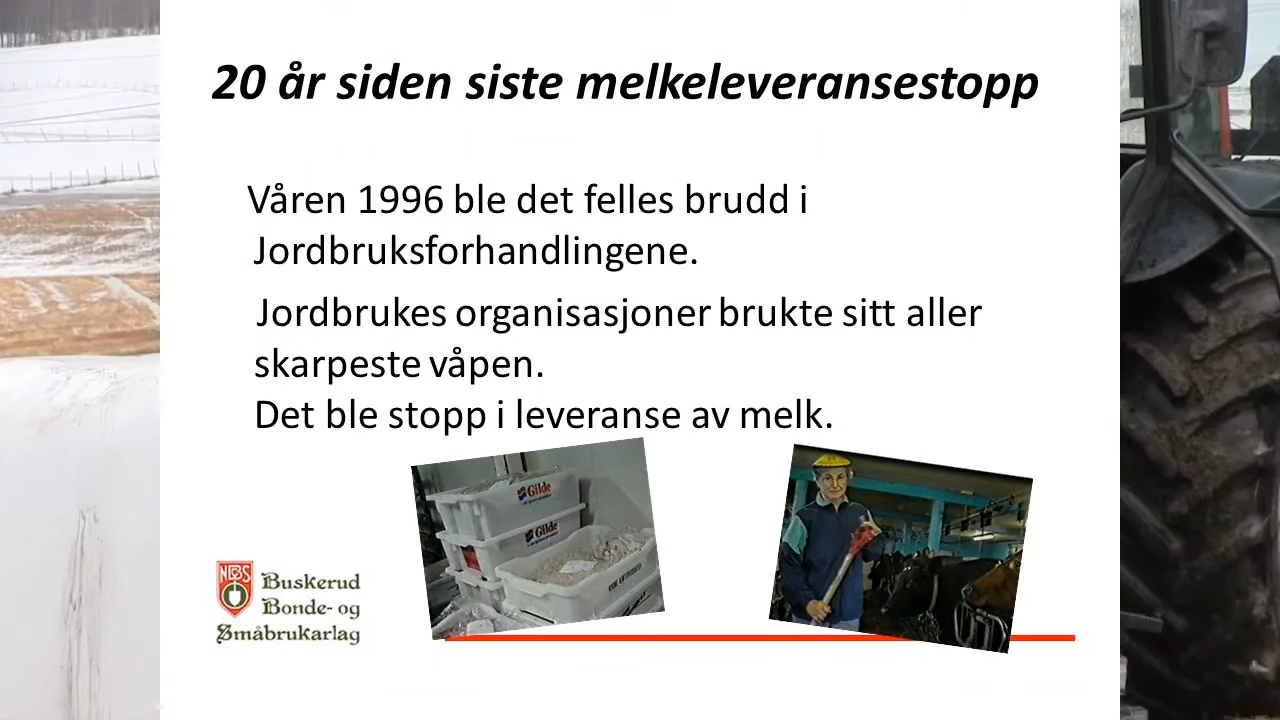 20 år siden siste melkeleveransestopp
Våren 1996 ble det felles brudd i
Jordbruksforhandlingene.
Jordbrukes organisasjoner brukte sitt aller
skarpeste våpen.
Det ble stopp i leveranse av melk.
Gilde
Gilde
NBS
Buskerud
Bonde- og
Småbrukarlag